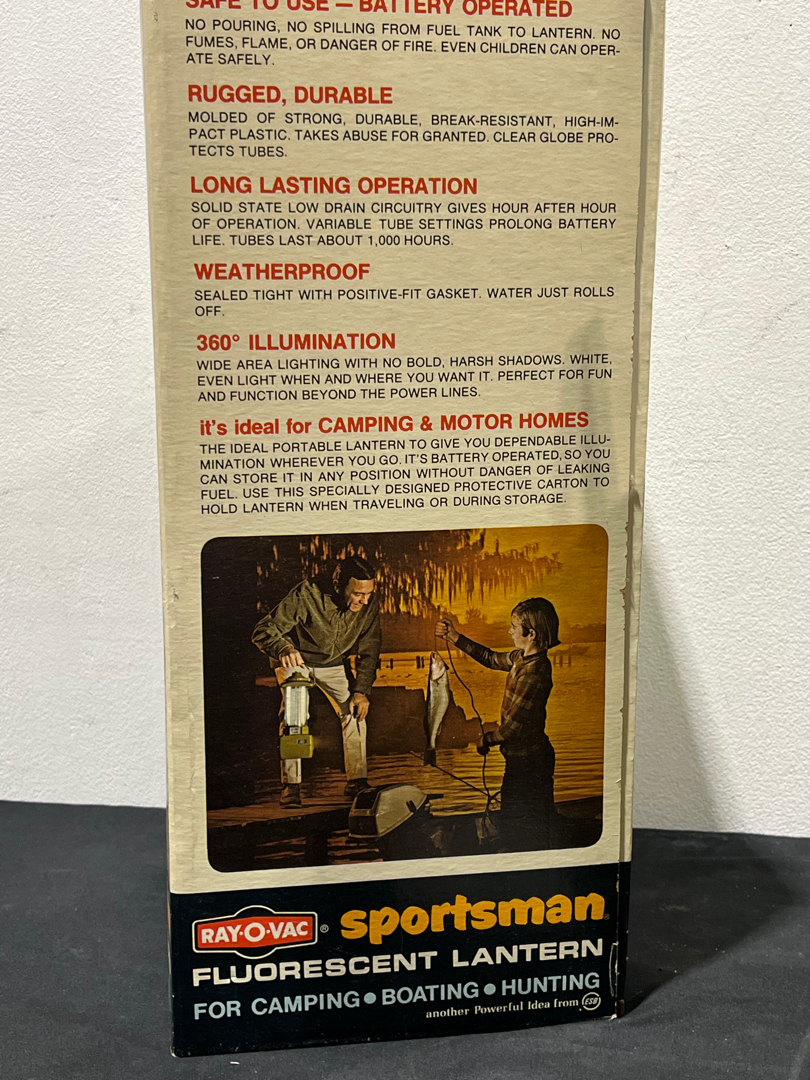 SAFE TO USE — BATTERY OPERATED
NO POURING, NO SPILLING FROM FUEL TANK TO LANTERN. NO
FUMES, FLAME, OR DANGER OF FIRE. EVEN CHILDREN CAN OPER-
ATE SAFELY.
RUGGED, DURABLE
MOLDED OF STRONG, DURABLE, BREAK-RESISTANT, HIGH-IM-
PACT PLASTIC. TAKES ABUSE FOR GRANTED. CLEAR GLOBE PRO-
TECTS TUBES.
LONG LASTING OPERATION
SOLID STATE LOW DRAIN CIRCUITRY GIVES HOUR AFTER HOUR
OF OPERATION. VARIABLE TUBE SETTINGS PROLONG BATTERY
LIFE. TUBES LAST ABOUT 1,000 HOURS.
WEATHERPROOF
SEALED TIGHT WITH POSITIVE-FIT GASKET. WATER JUST ROLLS
OFF.
360° ILLUMINATION
WIDE AREA LIGHTING WITH NO BOLD, HARSH SHADOWS. WHITE,
EVEN LIGHT WHEN AND WHERE YOU WANT IT. PERFECT FOR FUN
AND FUNCTION BEYOND THE POWER LINES.
it's ideal for CAMPING & MOTOR HOMES
THE IDEAL PORTABLE LANTERN TO GIVE YOU DEPENDABLE ILLU-
MINATION WHEREVER YOU GO. IT'S BATTERY OPERATED, SO YOU
CAN STORE IT IN ANY POSITION WITHOUT DANGER OF LEAKING
FUEL. USE THIS SPECIALLY DESIGNED PROTECTIVE CARTON TO
HOLD LANTERN WHEN TRAVELING OR DURING STORAGE.
RAY-O-VAC ® sportsman
FLUORESCENT LANTERN
FOR CAMPING • BOATING • HUNTING
another Powerful Idea from ESB